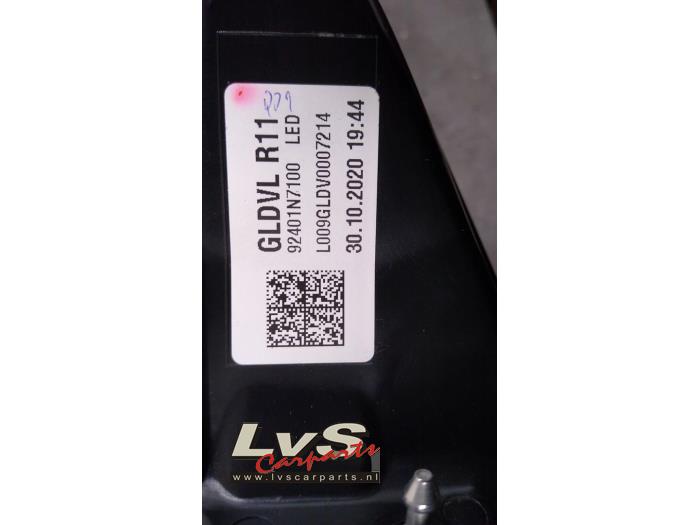 GLDVL R11
92401N7100 LED
L009GLDV0007214
30.10.2020 19:44
LvS
Carparts
www.lvscarparts.nl